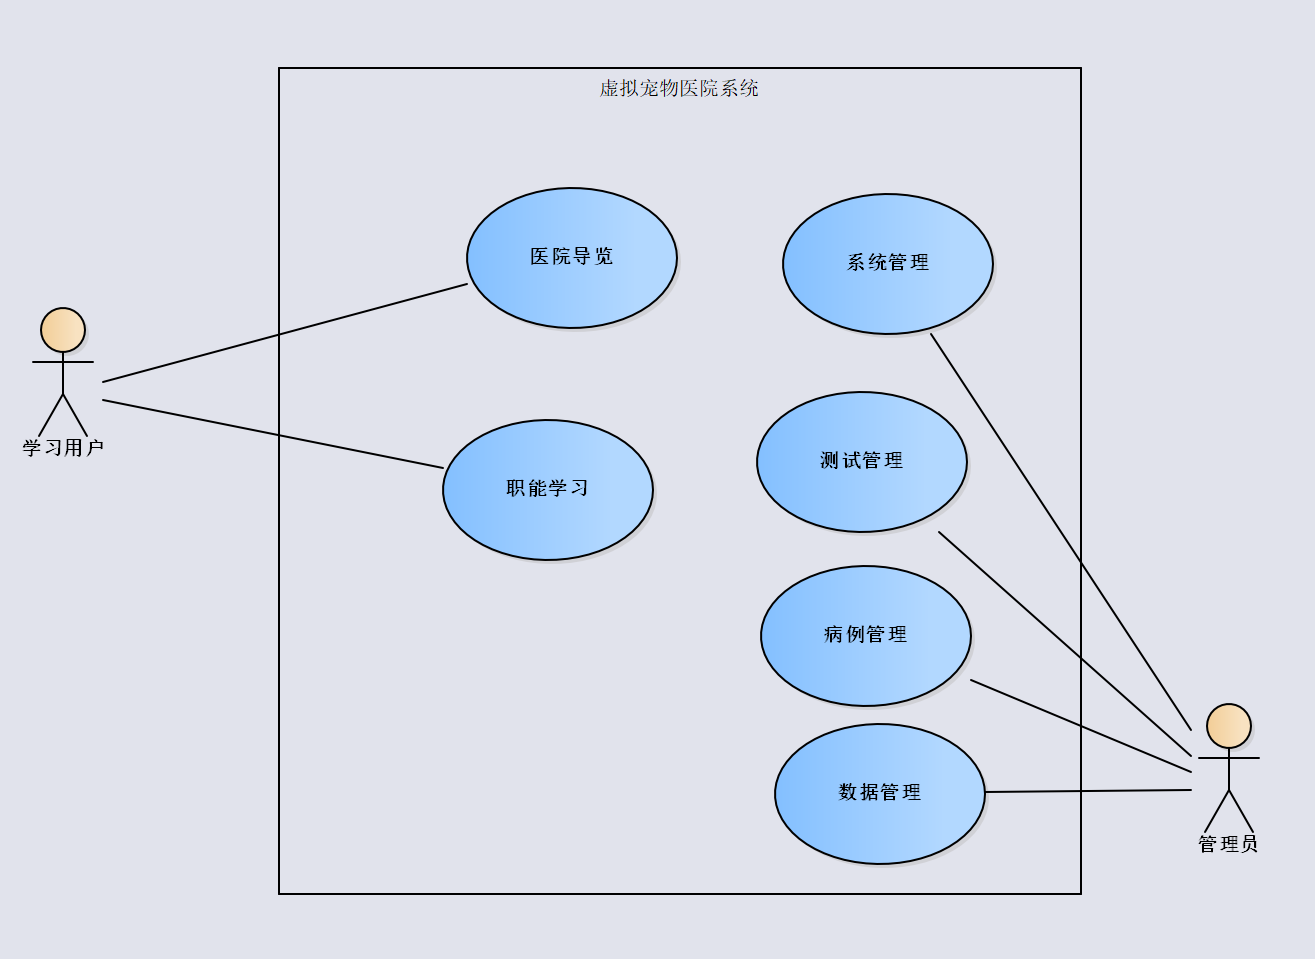 虚拟宠物医院系统
医院导览
系统管理
学习用户
测试管理
职能学习
病例管理
数据管理
管理员